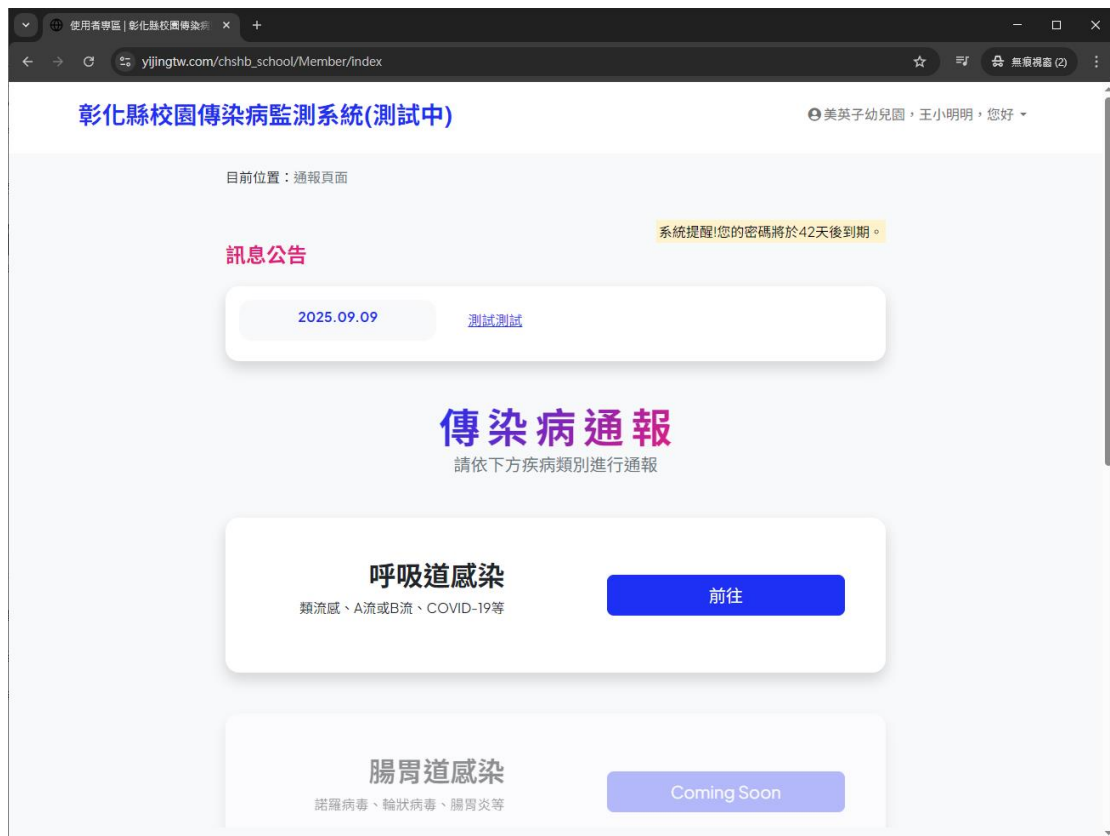 使用者專區 | 彰化縣校園傳染病
yijingtw.com/chshb_school/Member/index
無痕視窗 (2)
彰化縣校園傳染病監測系統(測試中)
美英子幼兒園，王小明明，您好
目前位置：通報頁面
系統提醒!您的密碼將於42天後到期。
訊息公告
2025.09.09
測試測試
傳染病通報
請依下方疾病類別進行通報
呼吸道感染
前往
類流感、A流或B流、COVID-19等
腸胃道感染
Coming Soon
諾羅病毒、輪狀病毒、腸胃炎等